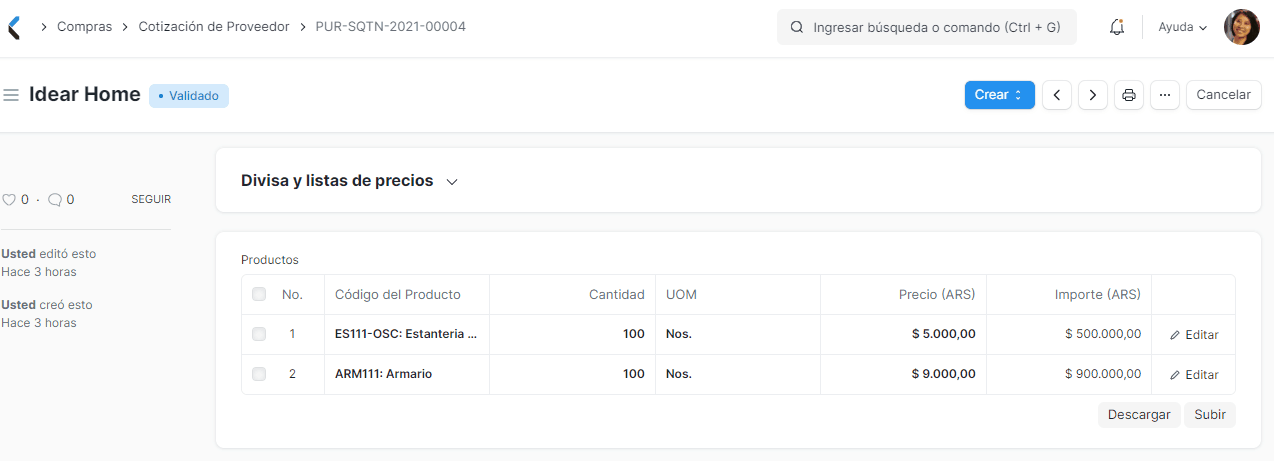 Compras Cotización de Proveedor PUR-SQTN-2021-00004 Ingresar búsqueda o comando (Ctrl + G) Ayuda
Idear Home • Validado Crear ··· Cancelar
Divisa y listas de precios
0 · 0 SEGUIR
Usted editó esto
Hace 3 horas
Usted creó esto
Hace 3 horas
Productos
No. Código del Producto Cantidad UOM Precio (ARS) Importe (ARS)
1 ES111-OSC: Estanteria ... 100 Nos. $ 5.000,00 $ 500.000,00 Editar
2 ARM111: Armario 100 Nos. $ 9.000,00 $ 900.000,00 Editar
Descargar Subir